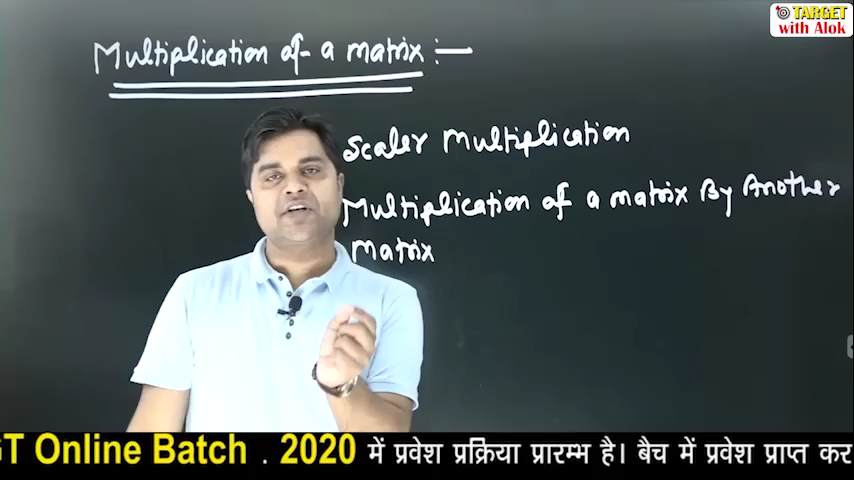 TARGET
with Alok
Multiplication of a matrix :—
Scaler Multiplication
Multiplication of a matrix By Another
Matrix
GT Online Batch . 2020 में प्रवेश प्रक्रिया प्रारम्भ है। बैच में प्रवेश प्राप्त कर